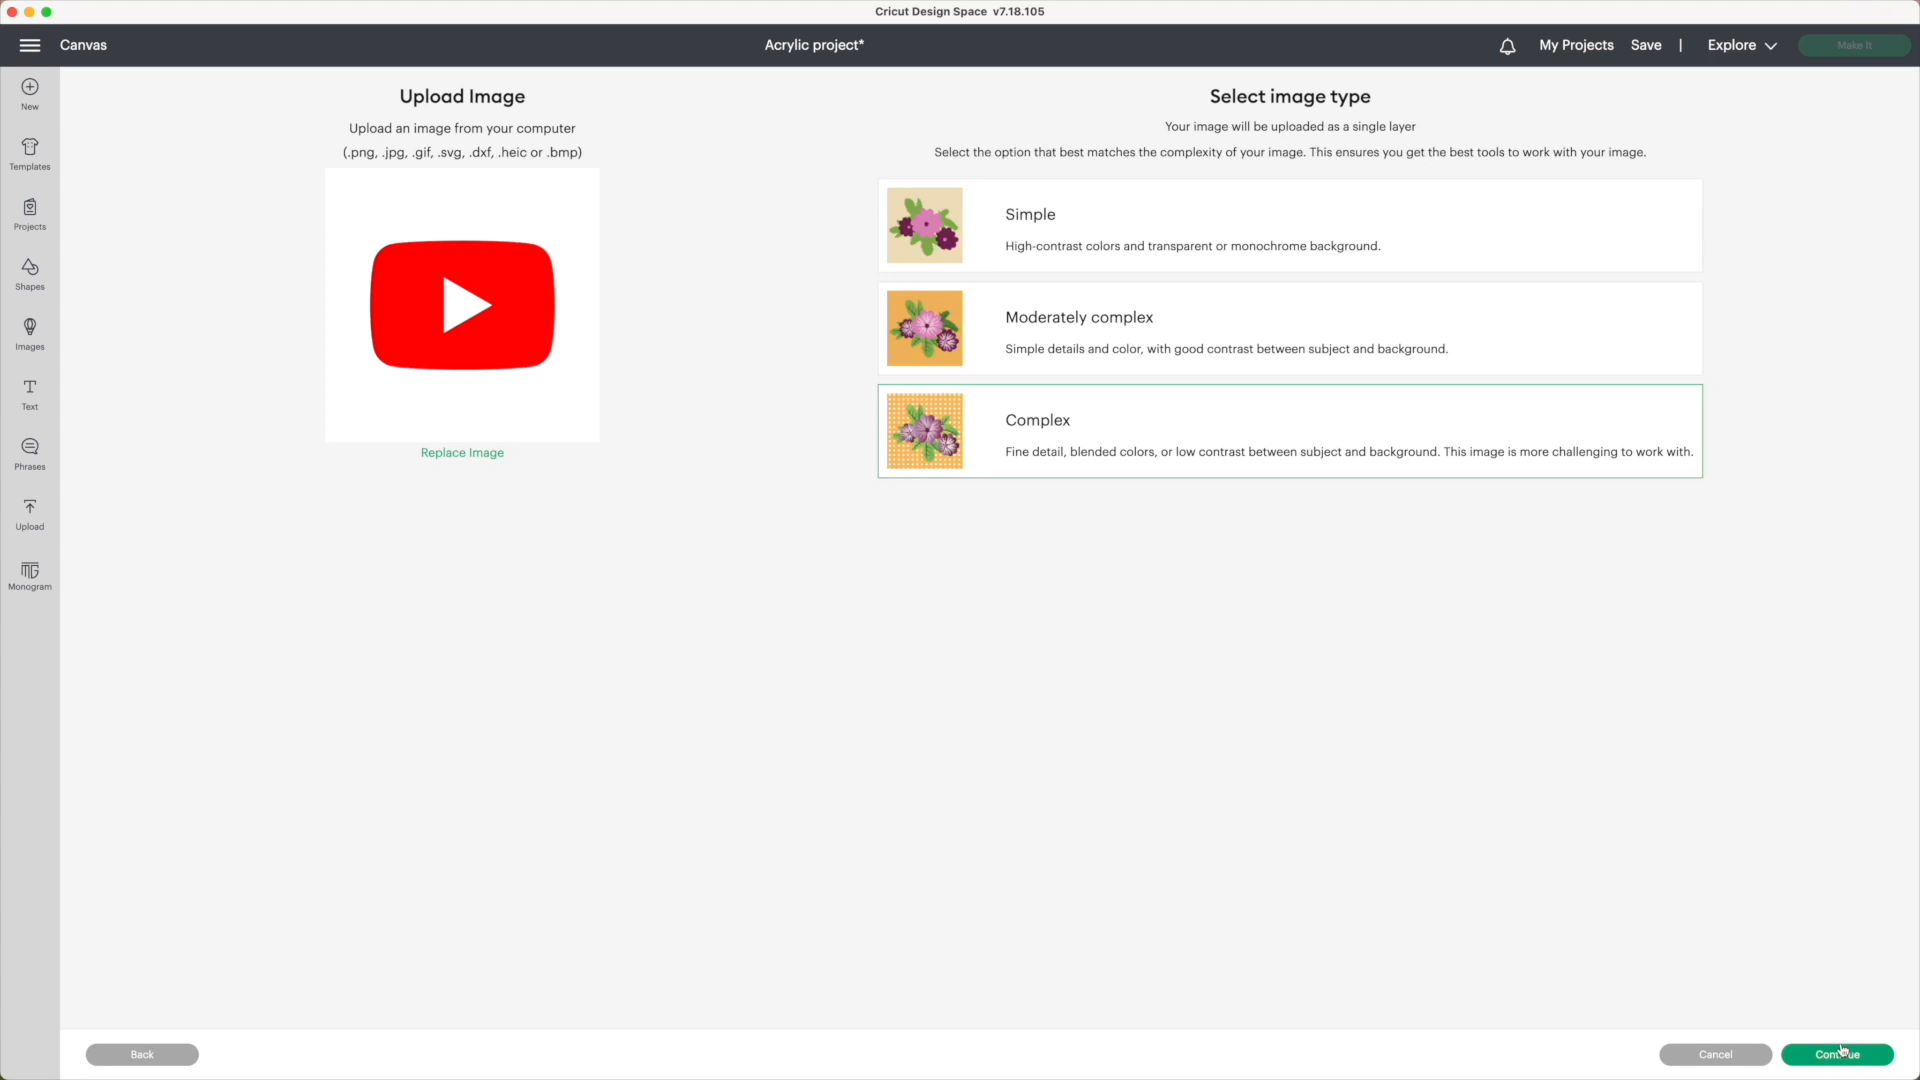 Cricut Design Space v7.18.105
Canvas
Acrylic project*
My Projects
Save
|
Explore
Make It
New
Templates
Projects
Shapes
Images
Text
Phrases
Upload
Monogram
Upload Image
Upload an image from your computer
(.png, .jpg, .gif, .svg, .dxf, .heic or .bmp)
Replace Image
Select image type
Your image will be uploaded as a single layer
Select the option that best matches the complexity of your image. This ensures you get the best tools to work with your image.
Simple
High-contrast colors and transparent or monochrome background.
Moderately complex
Simple details and color, with good contrast between subject and background.
Complex
Fine detail, blended colors, or low contrast between subject and background. This image is more challenging to work with.
Back
Cancel
Continue